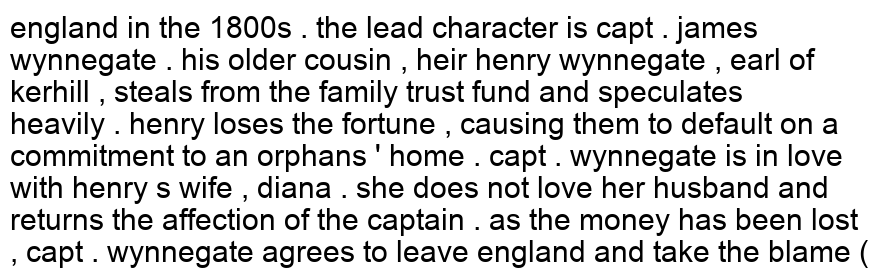 england in the 1800s . the lead character is capt . james
wynnegate . his older cousin , heir henry wynnegate , earl of
kerhill , steals from the family trust fund and speculates
heavily . henry loses the fortune , causing them to default on a
commitment to an orphans ' home . capt . wynnegate is in love
with henry s wife , diana . she does not love her husband and
returns the affection of the captain . as the money has been lost
, capt . wynnegate agrees to leave england and take the blame (